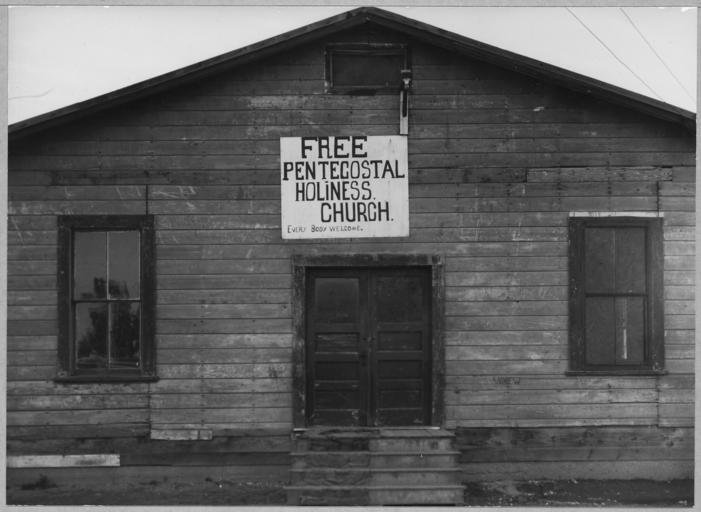 FREE
PENTECOSTAL
HOLINESS.
CHURCH.
EVERY BODY WELCOME.